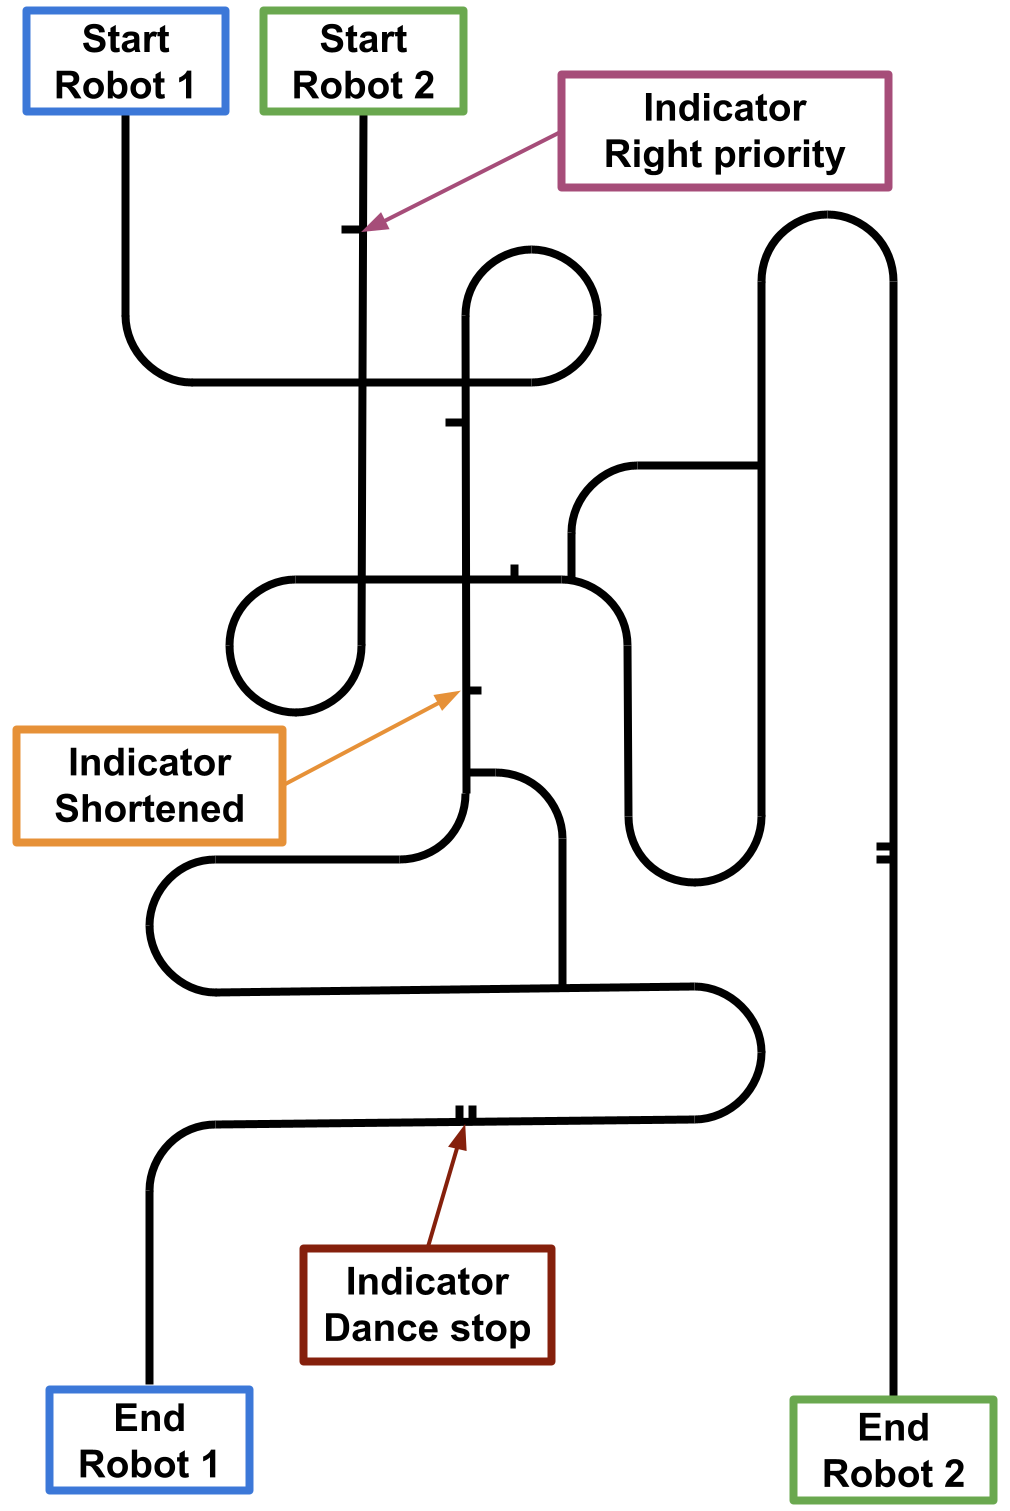 Start
Robot 1
Start
Robot 2
Indicator
Right priority
Indicator
Shortened
Indicator
Dance stop
End
Robot 1
End
Robot 2